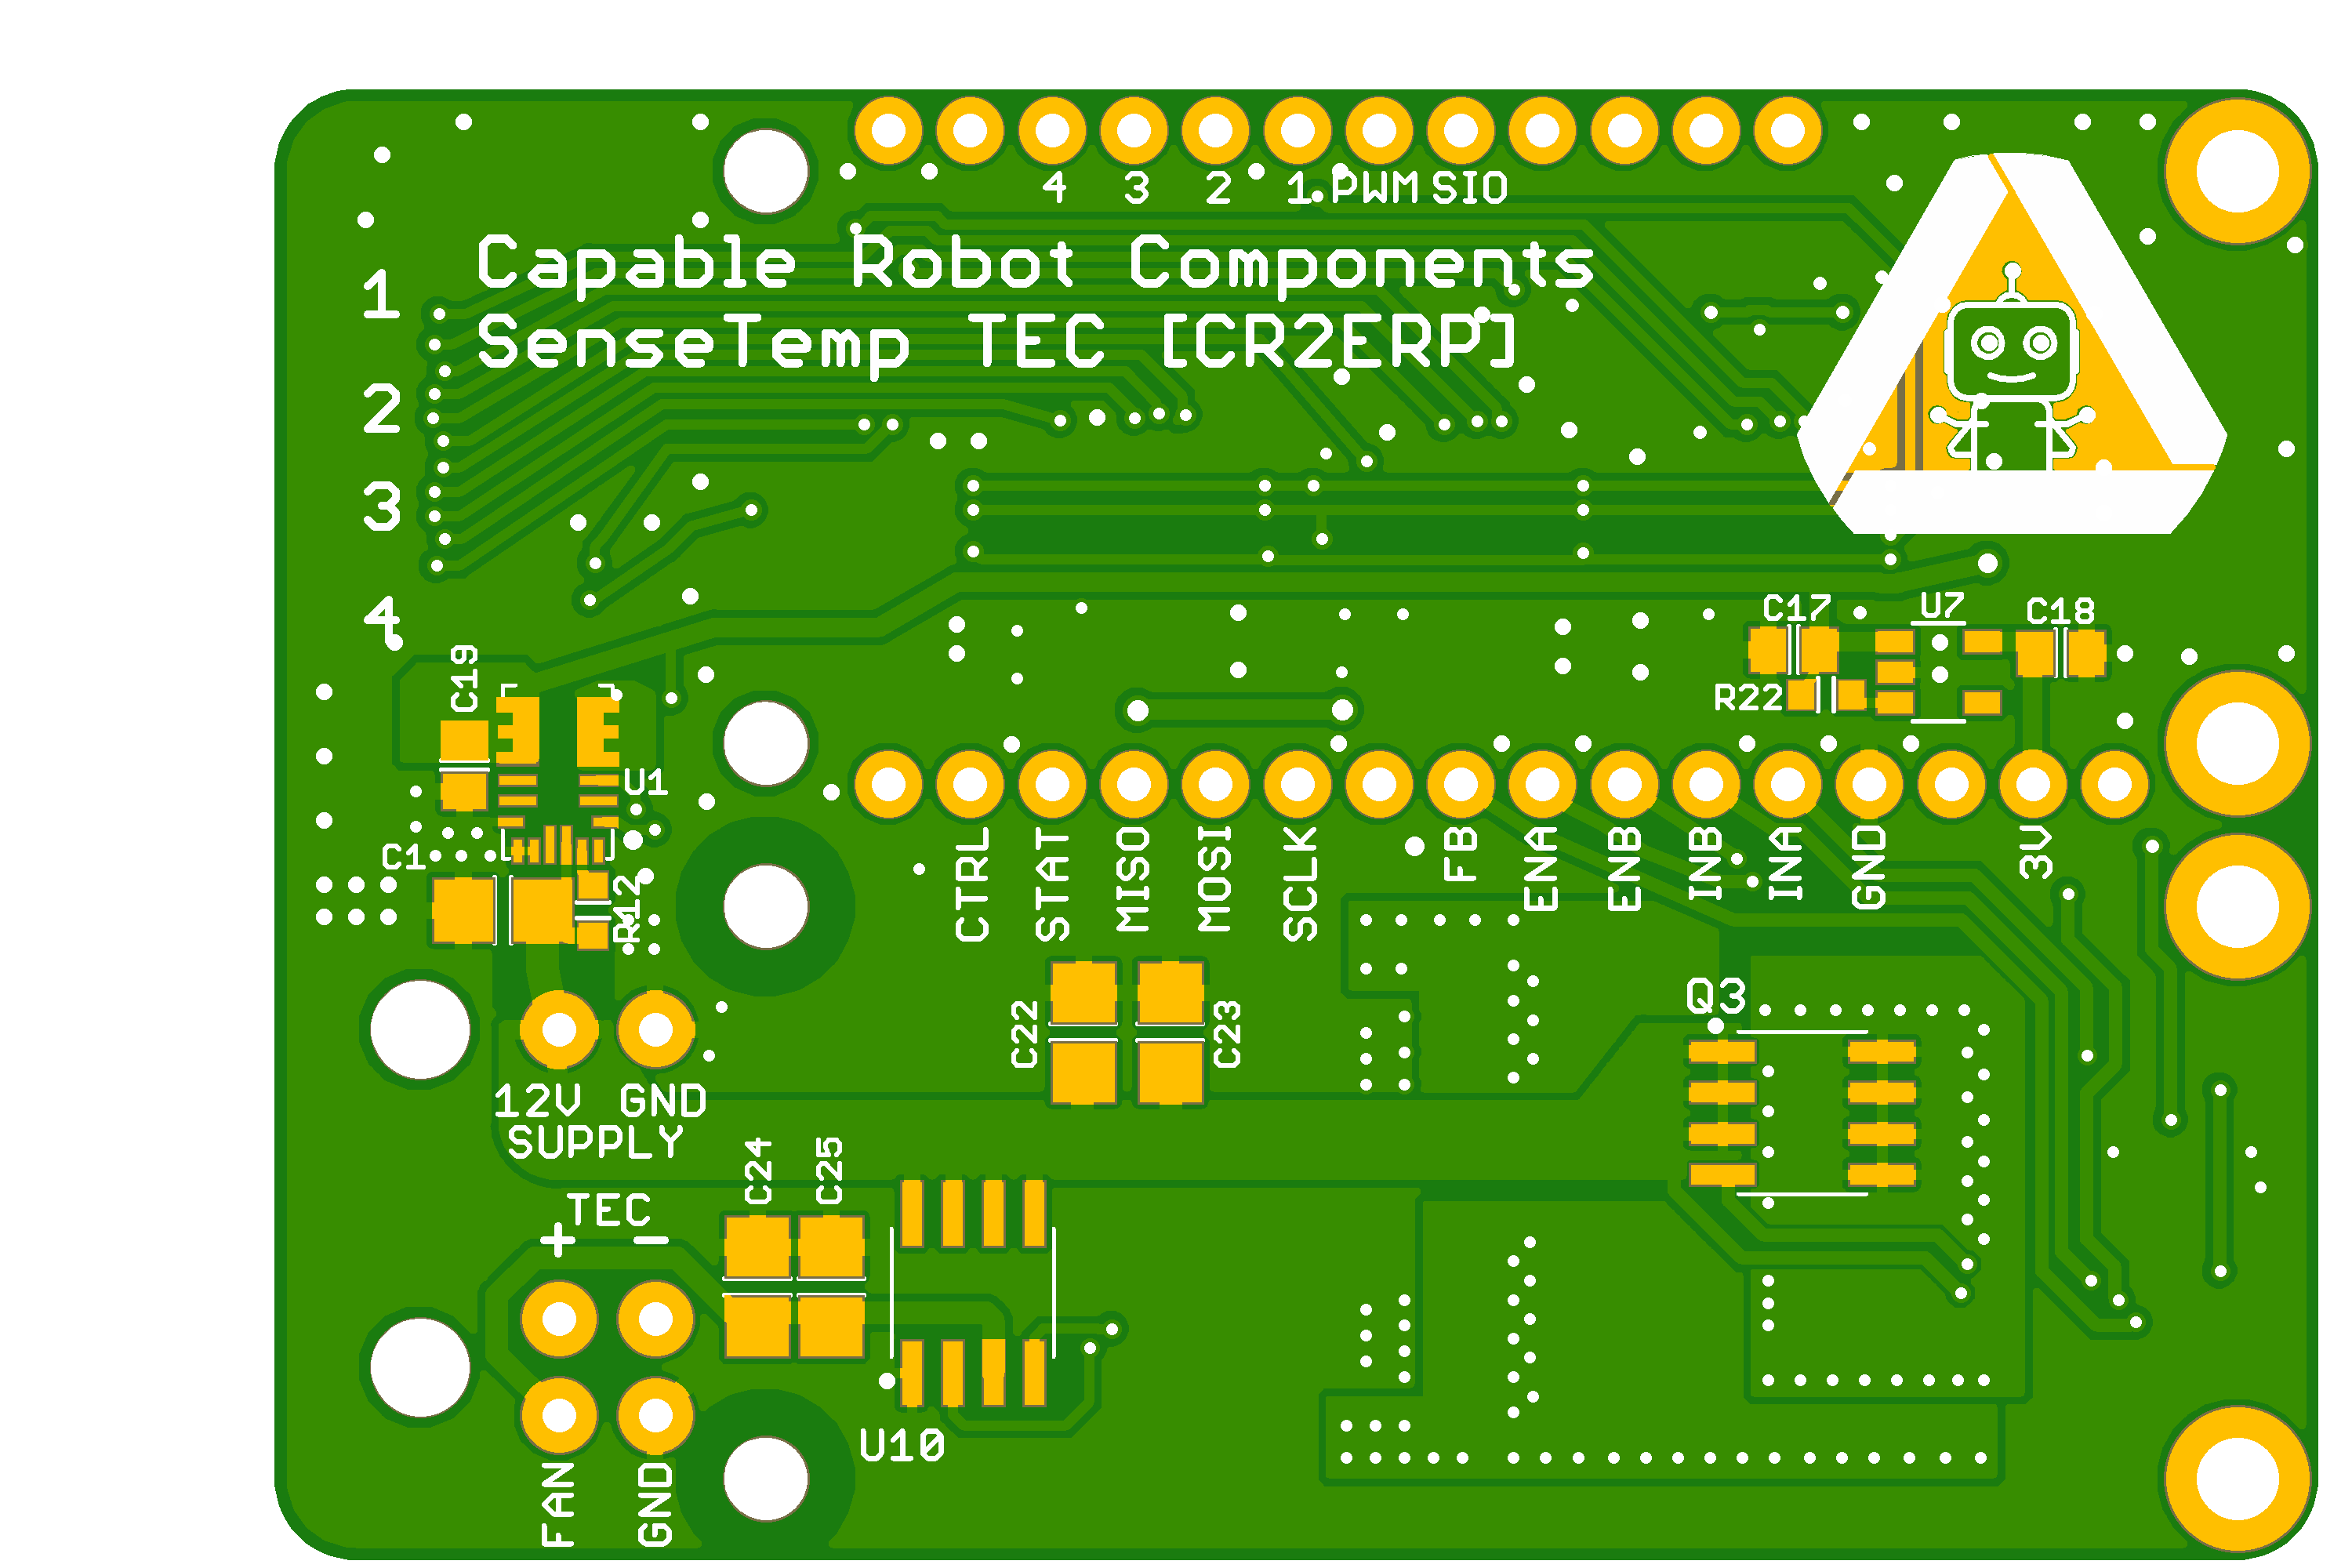 4 3 2 1 PWM SIO
Capable Robot Components
SenseTemp TEC [CR2ERP]
1
2
3
4
C17 U7 C18
R22
C19
U1
C1
R12
CTRL STAT MISO MOSI SCLK FB ENA ENB INB INA GND 3V
Q3
C22 C23
12V GND
SUPPLY
C24 C25
TEC
+ −
U10
FAN GND